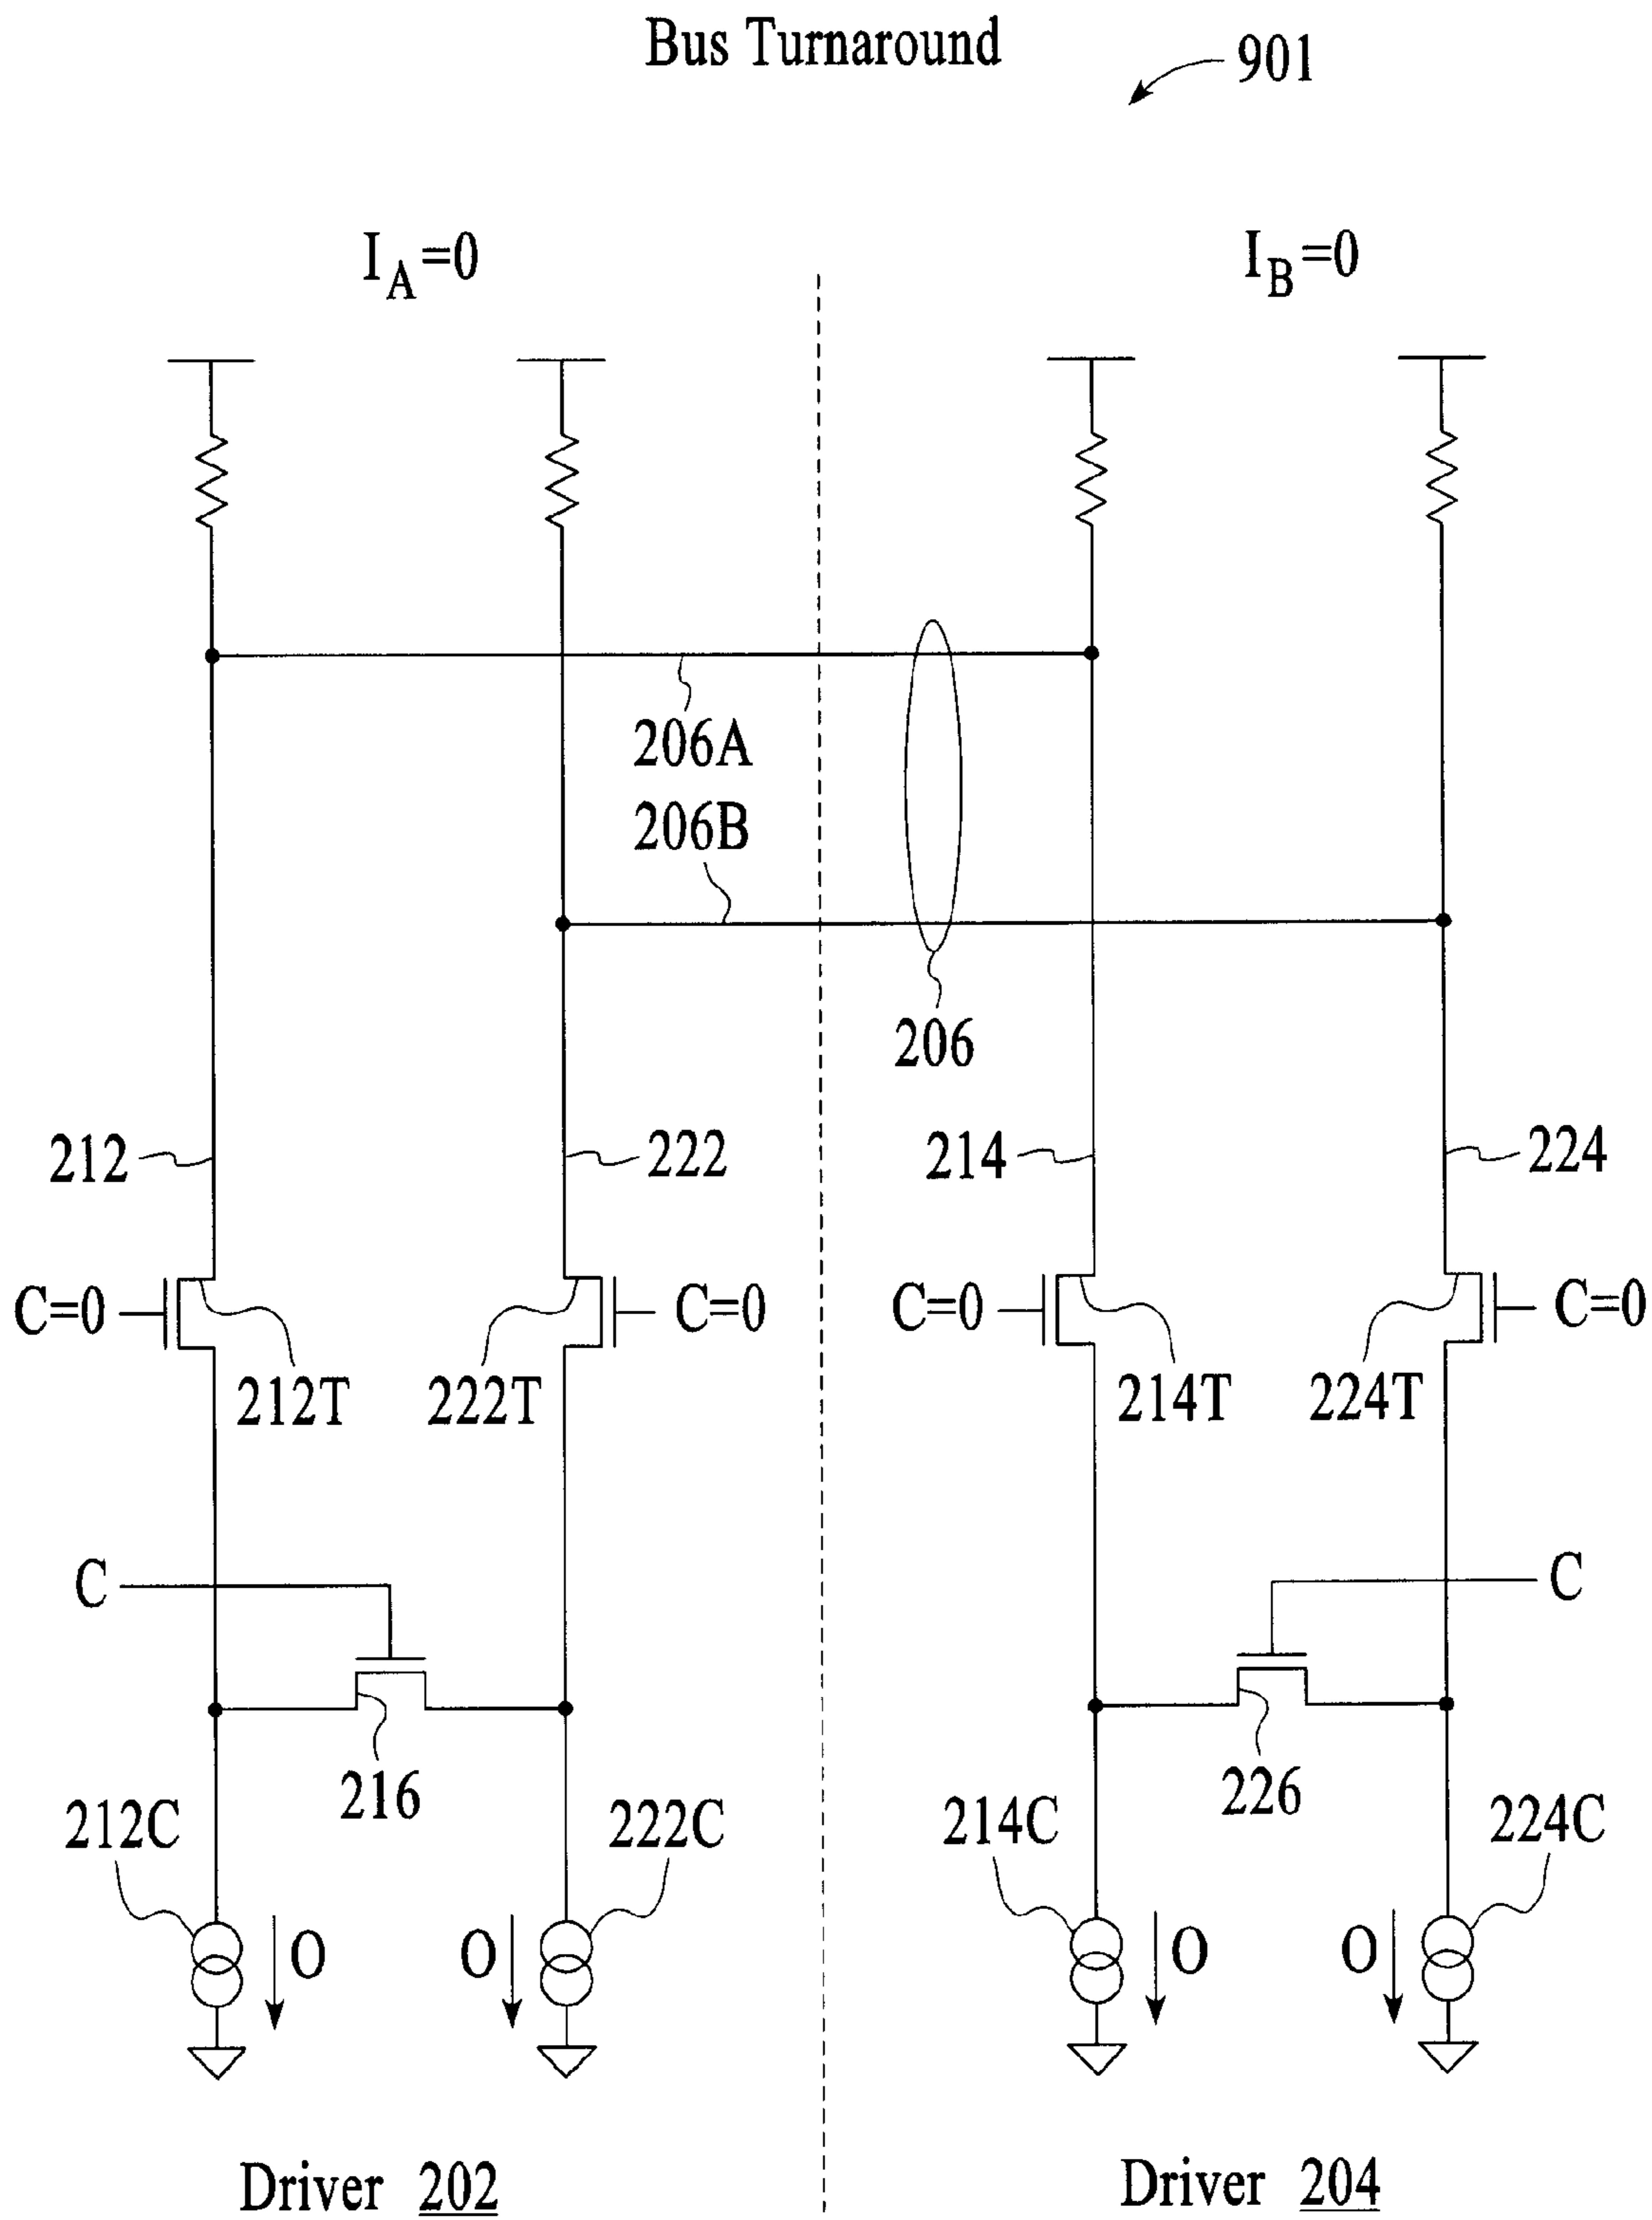 Bus Turnaround
901
I_A=0 I_B=0
206A
206B
206
212 222 214 224
C=0 C=0 C=0 C=0
212T 222T 214T 224T
C C
216 226
212C 222C 214C 224C
O O O O
Driver 202 Driver 204